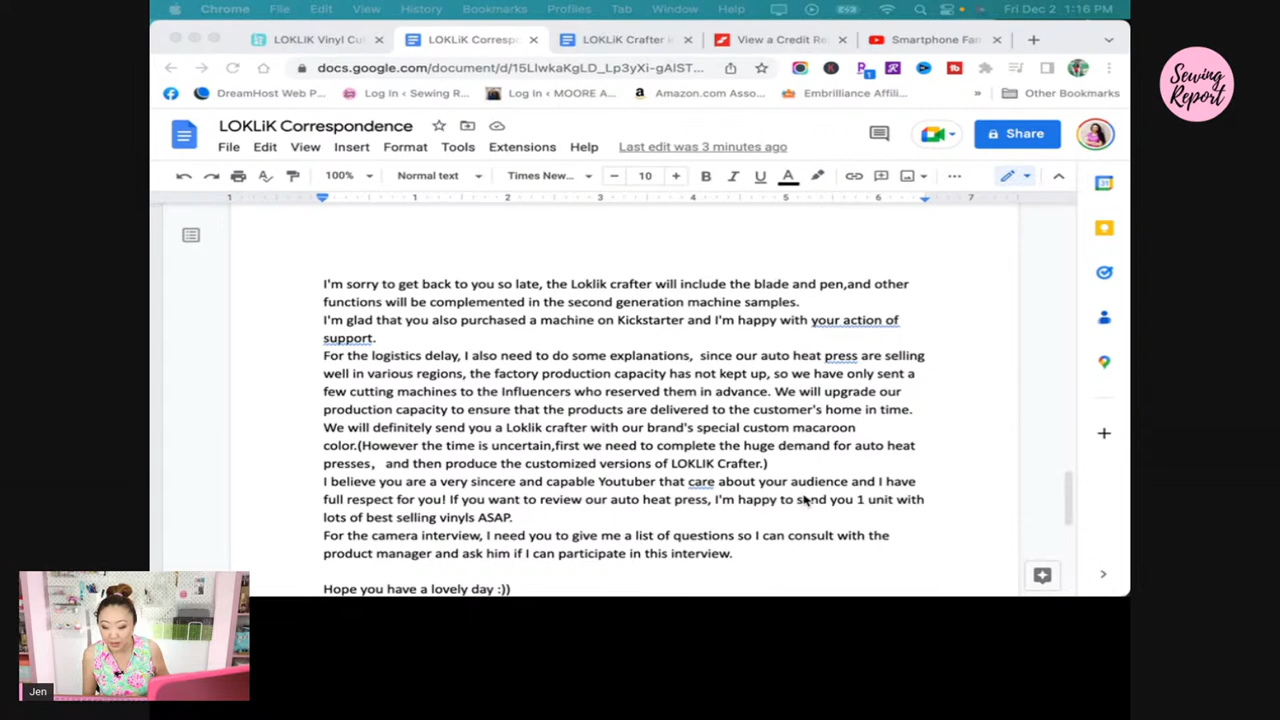 Chrome File Edit View History Bookmarks Profiles Tab Window Help Fri Dec 2 1:16 PM
LOKLIK Vinyl Cu
LOKLiK Correspo
LOKLiK Crafter
View a Credit Re
Smartphone Fan
docs.google.com/document/d/15LlwkaKgLD_Lp3yXi-gAlST...
DreamHost Web P...
Log In ‹ Sewing R...
Log In ‹ MOORE A...
Amazon.com Asso...
Embrilliance Affili...
»
Other Bookmarks
Sewing
Report
LOKLiK Correspondence
Share
File Edit View Insert Format Tools Extensions Help Last edit was 3 minutes ago
100% Normal text Times New... – 10 + B I U A
1 1 2 3 4 5 6 7
I'm sorry to get back to you so late, the Loklik crafter will include the blade and pen,and other
functions will be complemented in the second generation machine samples.
I'm glad that you also purchased a machine on Kickstarter and I'm happy with your action of
support.
For the logistics delay, I also need to do some explanations, since our auto heat press are selling
well in various regions, the factory production capacity has not kept up, so we have only sent a
few cutting machines to the Influencers who reserved them in advance. We will upgrade our
production capacity to ensure that the products are delivered to the customer's home in time.
We will definitely send you a Loklik crafter with our brand's special custom macaroon
color.(However the time is uncertain,first we need to complete the huge demand for auto heat
presses， and then produce the customized versions of LOKLIK Crafter.)
I believe you are a very sincere and capable Youtuber that care about your audience and I have
full respect for you! If you want to review our auto heat press, I'm happy to send you 1 unit with
lots of best selling vinyls ASAP.
For the camera interview, I need you to give me a list of questions so I can consult with the
product manager and ask him if I can participate in this interview.
Hope you have a lovely day :))
Jen